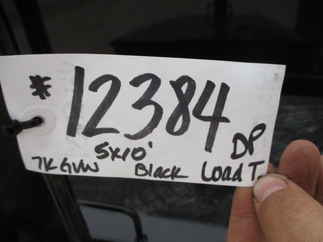 * 12384
5x10' DP
7K GVW Black Load T.